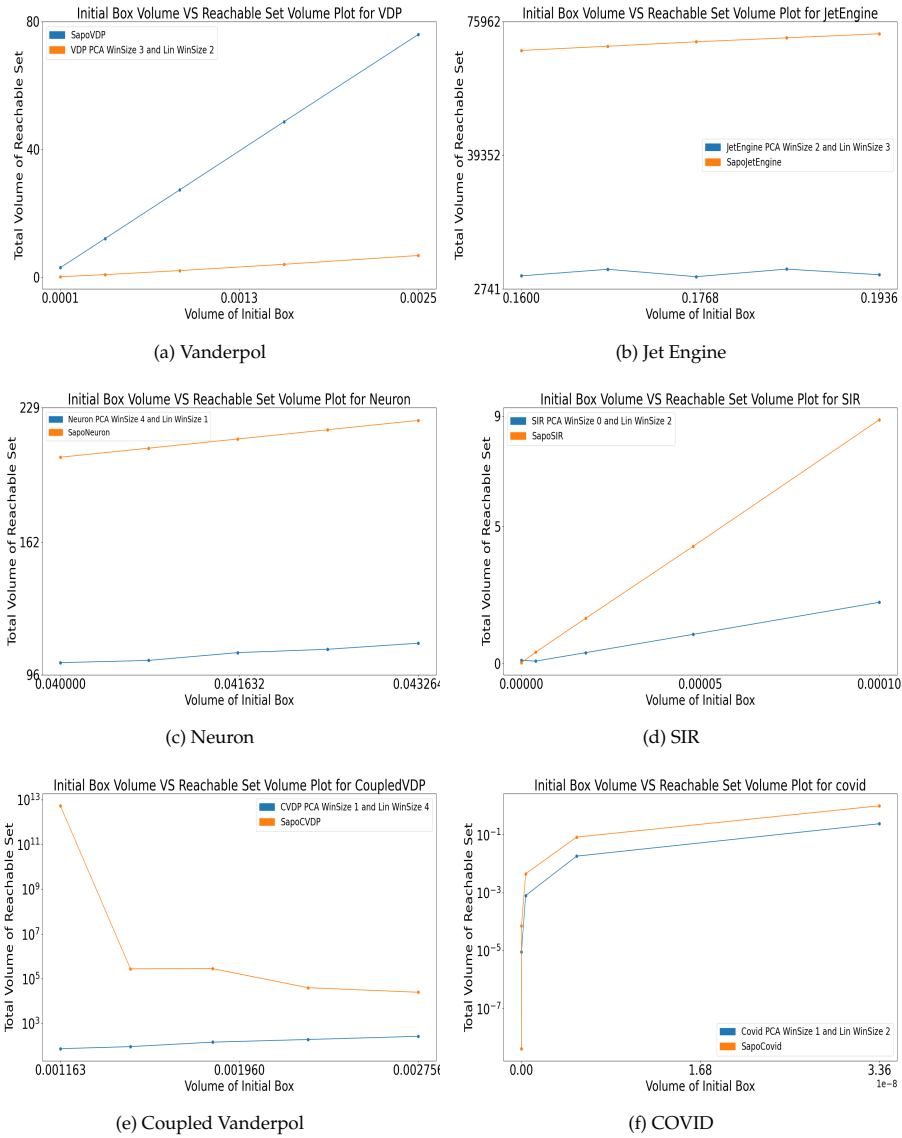 Initial Box Volume VS Reachable Set Volume Plot for VDP
80
40
0
Total Volume of Reachable Set
SapoVDP
VDP PCA WinSize 3 and Lin WinSize 2
0.0001
0.0013
0.0025
Volume of Initial Box
(a) Vanderpol
Initial Box Volume VS Reachable Set Volume Plot for JetEngine
75962
39352
2741
Total Volume of Reachable Set
JetEngine PCA WinSize 2 and Lin WinSize 3
SapoJetEngine
0.1600
0.1768
0.1936
Volume of Initial Box
(b) Jet Engine
Initial Box Volume VS Reachable Set Volume Plot for Neuron
229
162
96
Total Volume of Reachable Set
Neuron PCA WinSize 4 and Lin WinSize 1
SapoNeuron
0.040000
0.041632
0.043264
Volume of Initial Box
(c) Neuron
Initial Box Volume VS Reachable Set Volume Plot for SIR
9
5
0
Total Volume of Reachable Set
SIR PCA WinSize 0 and Lin WinSize 2
SapoSIR
0.00000
0.00005
0.00010
Volume of Initial Box
(d) SIR
Initial Box Volume VS Reachable Set Volume Plot for CoupledVDP
10^13
10^11
10^9
10^7
10^5
10^3
Total Volume of Reachable Set
CVDP PCA WinSize 1 and Lin WinSize 4
SapoCVDP
0.001163
0.001960
0.002756
Volume of Initial Box
(e) Coupled Vanderpol
Initial Box Volume VS Reachable Set Volume Plot for covid
10^−1
10^−3
10^−5
10^−7
Total Volume of Reachable Set
Covid PCA WinSize 1 and Lin WinSize 2
SapoCovid
0.00
1.68
3.36
1e−8
Volume of Initial Box
(f) COVID